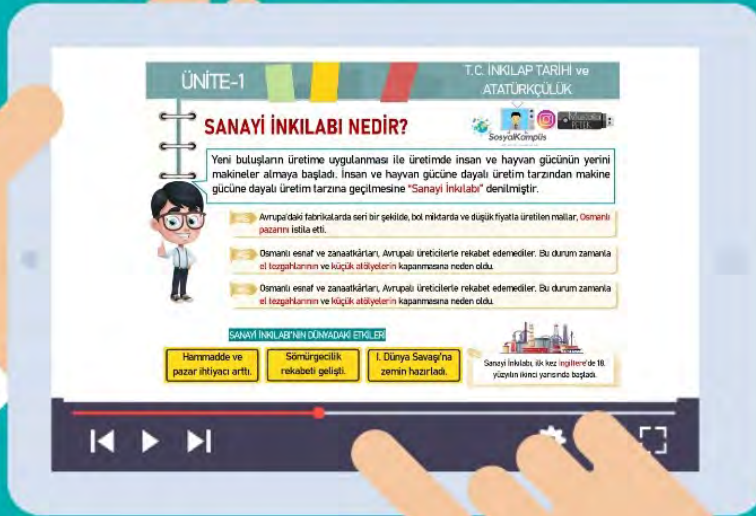 ÜNİTE-1
T.C. İNKILAP TARİHİ ve
ATATÜRKÇÜLÜK
SANAYİ İNKILABI NEDİR?
SosyalKampüs
Yeni buluşların üretime uygulanması ile üretimde insan ve hayvan gücünün yerini
makineler almaya başladı. İnsan ve hayvan gücüne dayalı üretim tarzından makine
gücüne dayalı üretim tarzına geçilmesine "Sanayi İnkılabı" denilmiştir.
Avrupa'daki fabrikalarda seri bir şekilde, bol miktarda ve düşük fiyatla üretilen mallar, Osmanlı
pazarını istila etti.
Osmanlı esnaf ve zanaatkârları, Avrupalı üreticilerle rekabet edemediler. Bu durum zamanla
el tezgahlarının ve küçük atölyelerin kapanmasına neden oldu.
Osmanlı esnaf ve zanaatkârları, Avrupalı üreticilerle rekabet edemediler. Bu durum zamanla
el tezgahlarının ve küçük atölyelerin kapanmasına neden oldu.
SANAYİ İNKILABI'NIN DÜNYADAKİ ETKİLERİ
Hammadde ve
pazar ihtiyacı arttı.
Sömürgecilik
rekabeti gelişti.
I. Dünya Savaşı'na
zemin hazırladı.
Sanayi İnkılabı, ilk kez İngiltere'de 18.
yüzyılın ikinci yarısında başladı.